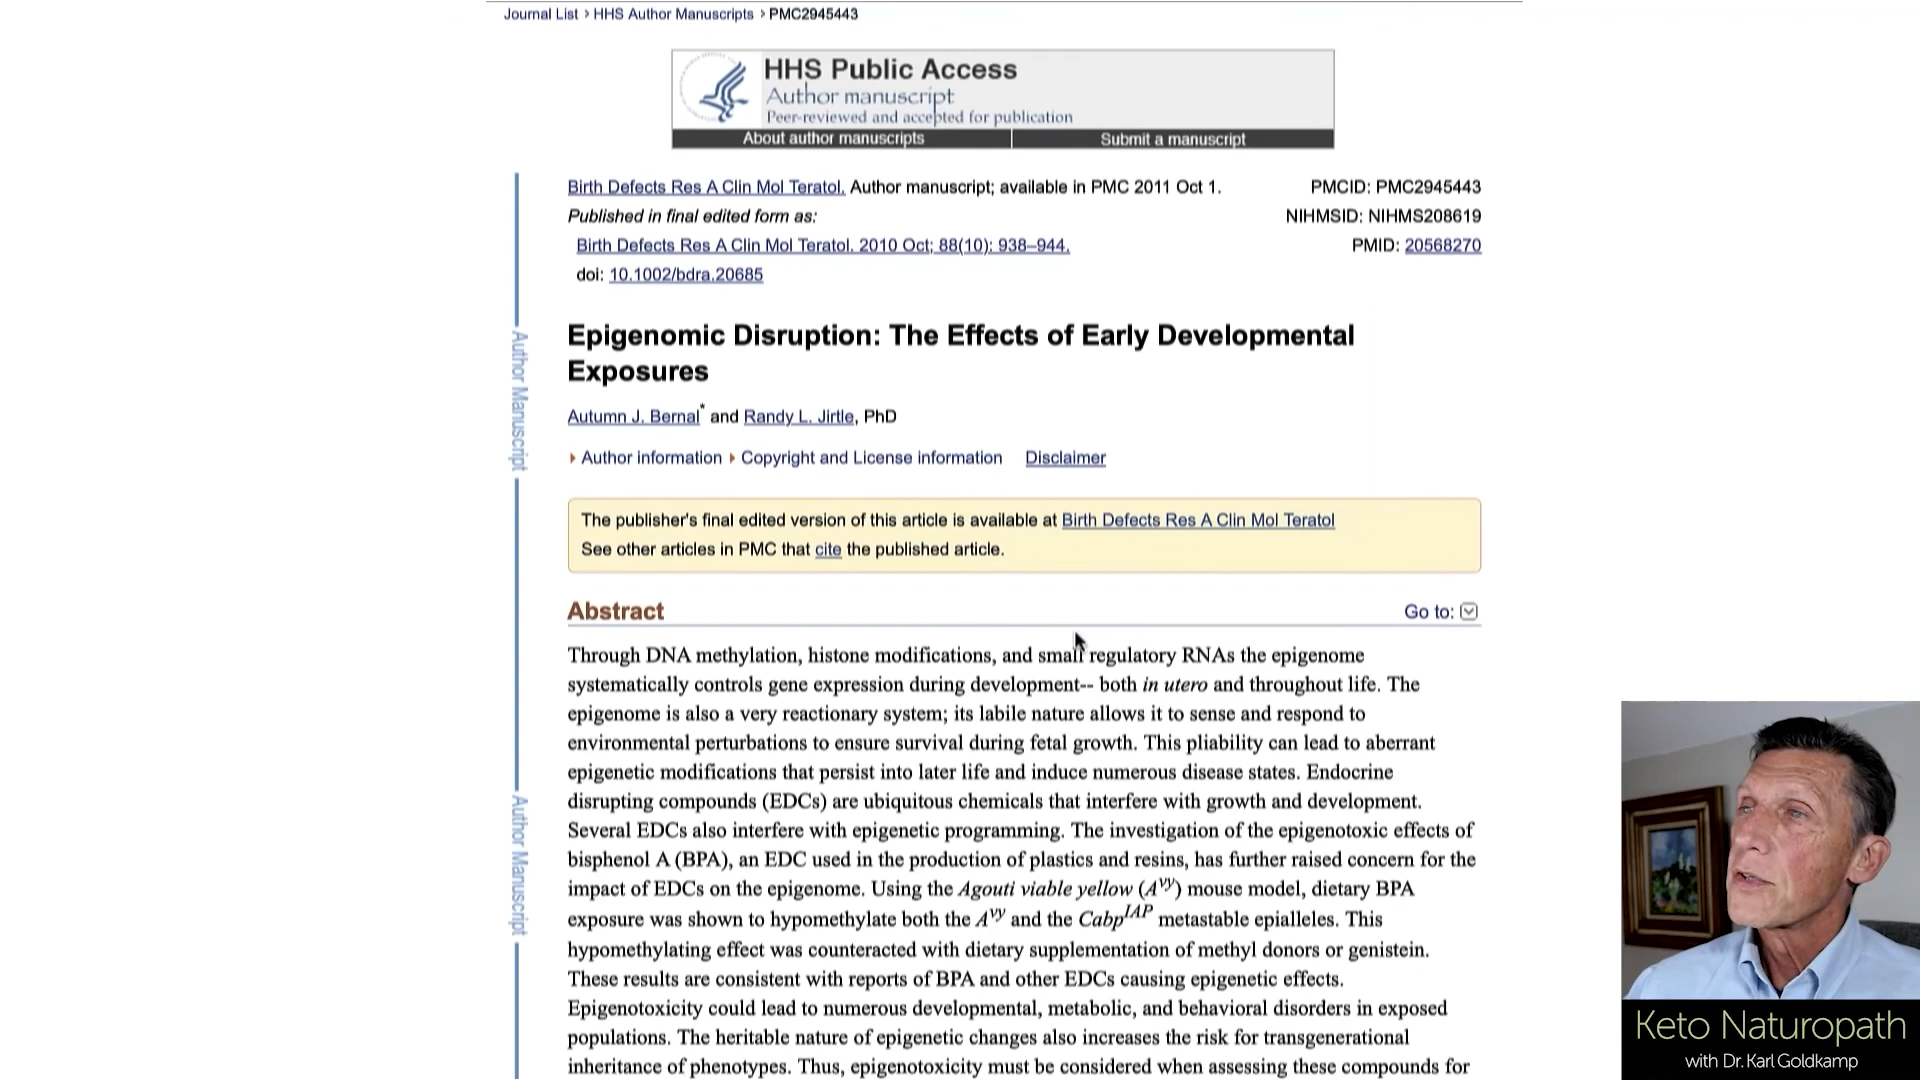 Journal List > HHS Author Manuscripts > PMC2945443
HHS Public Access
Author manuscript
Peer-reviewed and accepted for publication
About author manuscripts Submit a manuscript
Birth Defects Res A Clin Mol Teratol. Author manuscript; available in PMC 2011 Oct 1. PMCID: PMC2945443
Published in final edited form as: NIHMSID: NIHMS208619
Birth Defects Res A Clin Mol Teratol. 2010 Oct; 88(10): 938–944. PMID: 20568270
doi: 10.1002/bdra.20685
Epigenomic Disruption: The Effects of Early Developmental
Exposures
Autumn J. Bernal* and Randy L. Jirtle, PhD
Author information Copyright and License information Disclaimer
The publisher's final edited version of this article is available at Birth Defects Res A Clin Mol Teratol
See other articles in PMC that cite the published article.
Abstract Go to:
Through DNA methylation, histone modifications, and small regulatory RNAs the epigenome
systematically controls gene expression during development-- both in utero and throughout life. The
epigenome is also a very reactionary system; its labile nature allows it to sense and respond to
environmental perturbations to ensure survival during fetal growth. This pliability can lead to aberrant
epigenetic modifications that persist into later life and induce numerous disease states. Endocrine
disrupting compounds (EDCs) are ubiquitous chemicals that interfere with growth and development.
Several EDCs also interfere with epigenetic programming. The investigation of the epigenotoxic effects of
bisphenol A (BPA), an EDC used in the production of plastics and resins, has further raised concern for the
impact of EDCs on the epigenome. Using the Agouti viable yellow (Avy) mouse model, dietary BPA
exposure was shown to hypomethylate both the Avy and the CabpIAP metastable epialleles. This
hypomethylating effect was counteracted with dietary supplementation of methyl donors or genistein.
These results are consistent with reports of BPA and other EDCs causing epigenetic effects.
Epigenotoxicity could lead to numerous developmental, metabolic, and behavioral disorders in exposed
populations. The heritable nature of epigenetic changes also increases the risk for transgenerational
inheritance of phenotypes. Thus, epigenotoxicity must be considered when assessing these compounds for
Author Manuscript
Author Manuscript
Keto Naturopath
with Dr. Karl Goldkamp